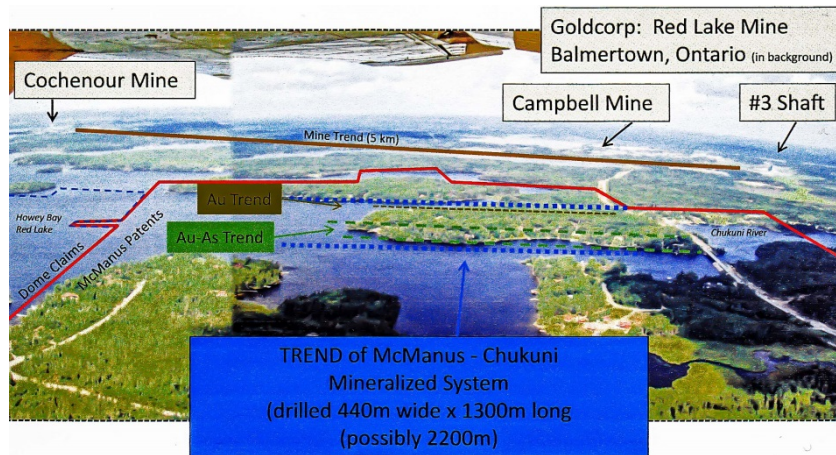 Goldcorp: Red Lake Mine
Balmertown, Ontario (in background)
Cochenour Mine
Campbell Mine
#3 Shaft
Mine Trend (5 km)
Au Trend
Howey Bay
Red Lake
Au-As Trend
Chukuni River
Dome Claims
McManus Patents
TREND of McManus - Chukuni
Mineralized System
(drilled 440m wide x 1300m long
(possibly 2200m)